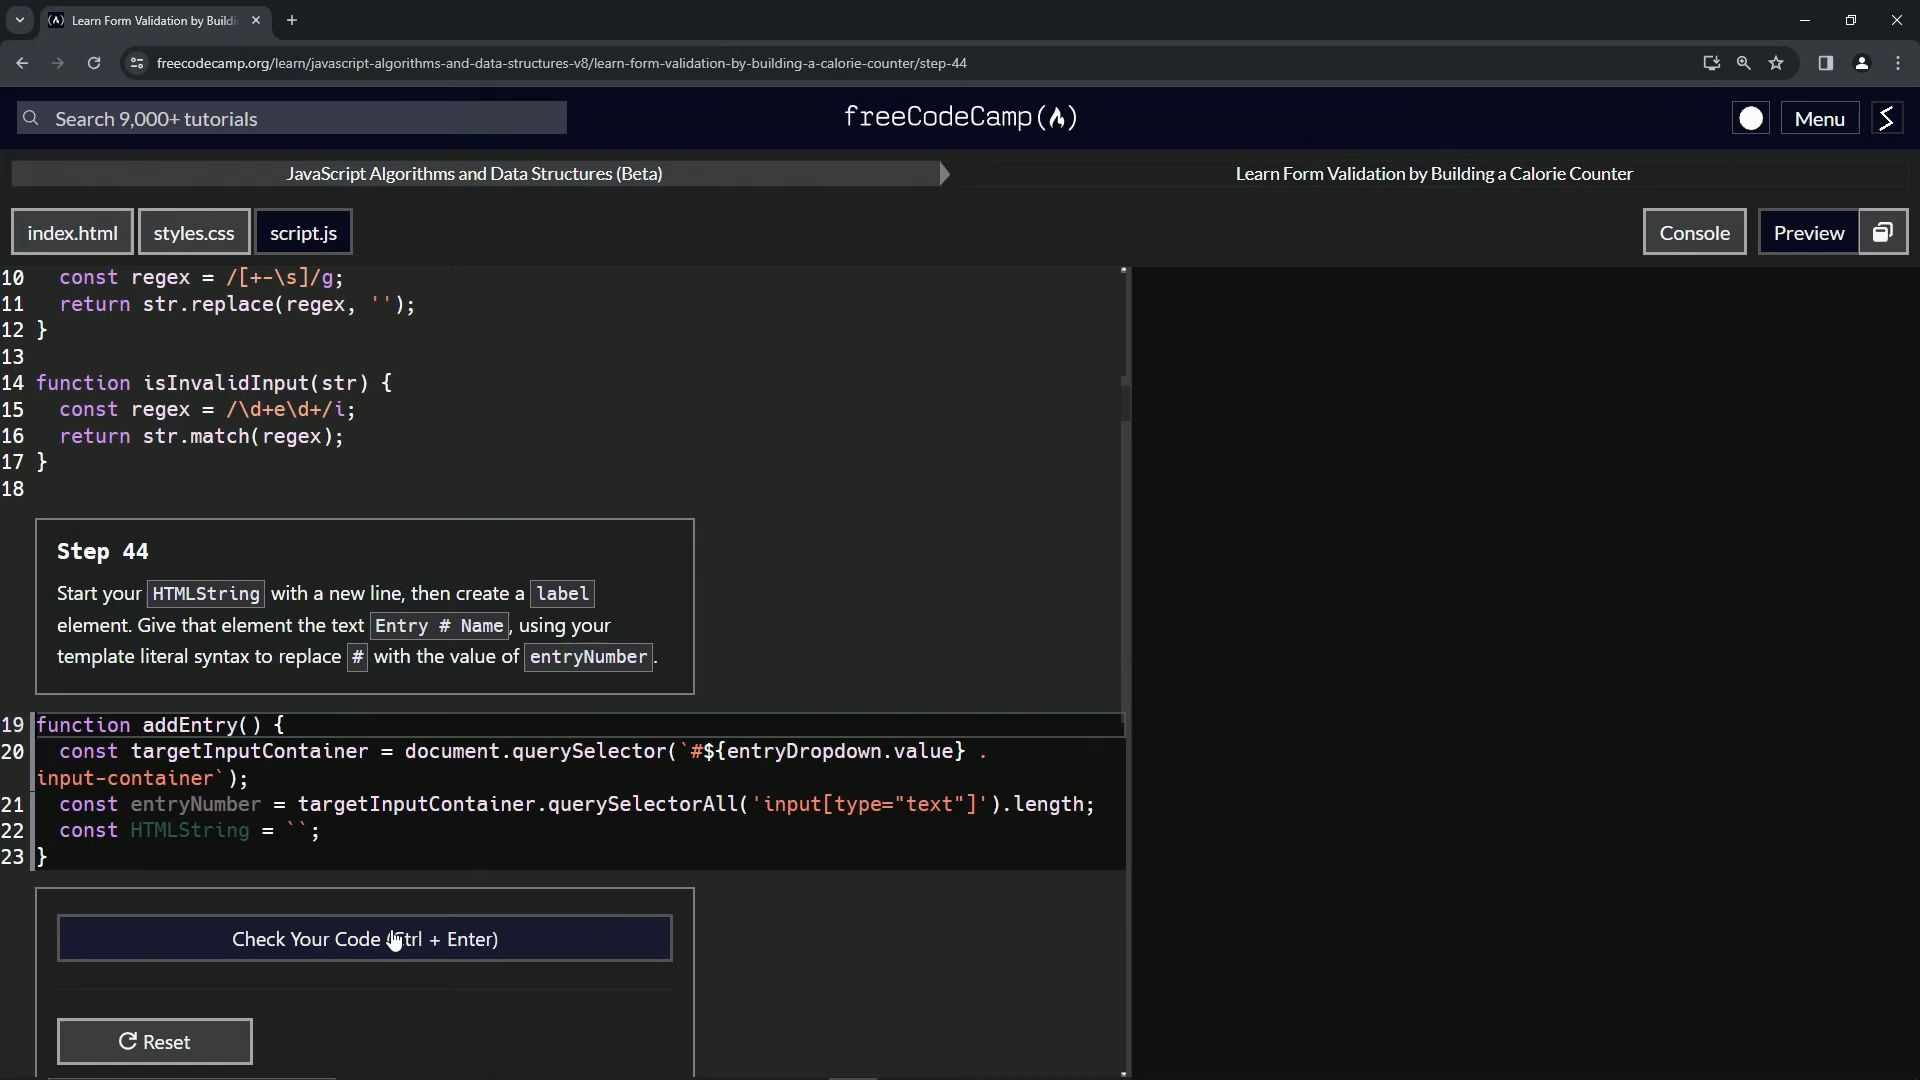 Learn Form Validation by Buildi
freecodecamp.org/learn/javascript-algorithms-and-data-structures-v8/learn-form-validation-by-building-a-calorie-counter/step-44
Search 9,000+ tutorials
freeCodeCamp(🔥)
Menu
JavaScript Algorithms and Data Structures (Beta)
Learn Form Validation by Building a Calorie Counter
index.html
styles.css
script.js
Console
Preview
10 const regex = /[+-\s]/g;
11 return str.replace(regex, '');
12 }
13
14 function isInvalidInput(str) {
15 const regex = /\d+e\d+/i;
16 return str.match(regex);
17 }
18
Step 44
Start your HTMLString with a new line, then create a label
element. Give that element the text Entry # Name, using your
template literal syntax to replace # with the value of entryNumber.
19 function addEntry() {
20 const targetInputContainer = document.querySelector(`#${entryDropdown.value} .
input-container`);
21 const entryNumber = targetInputContainer.querySelectorAll('input[type="text"]').length;
22 const HTMLString = ``;
23 }
Check Your Code (Ctrl + Enter)
Reset